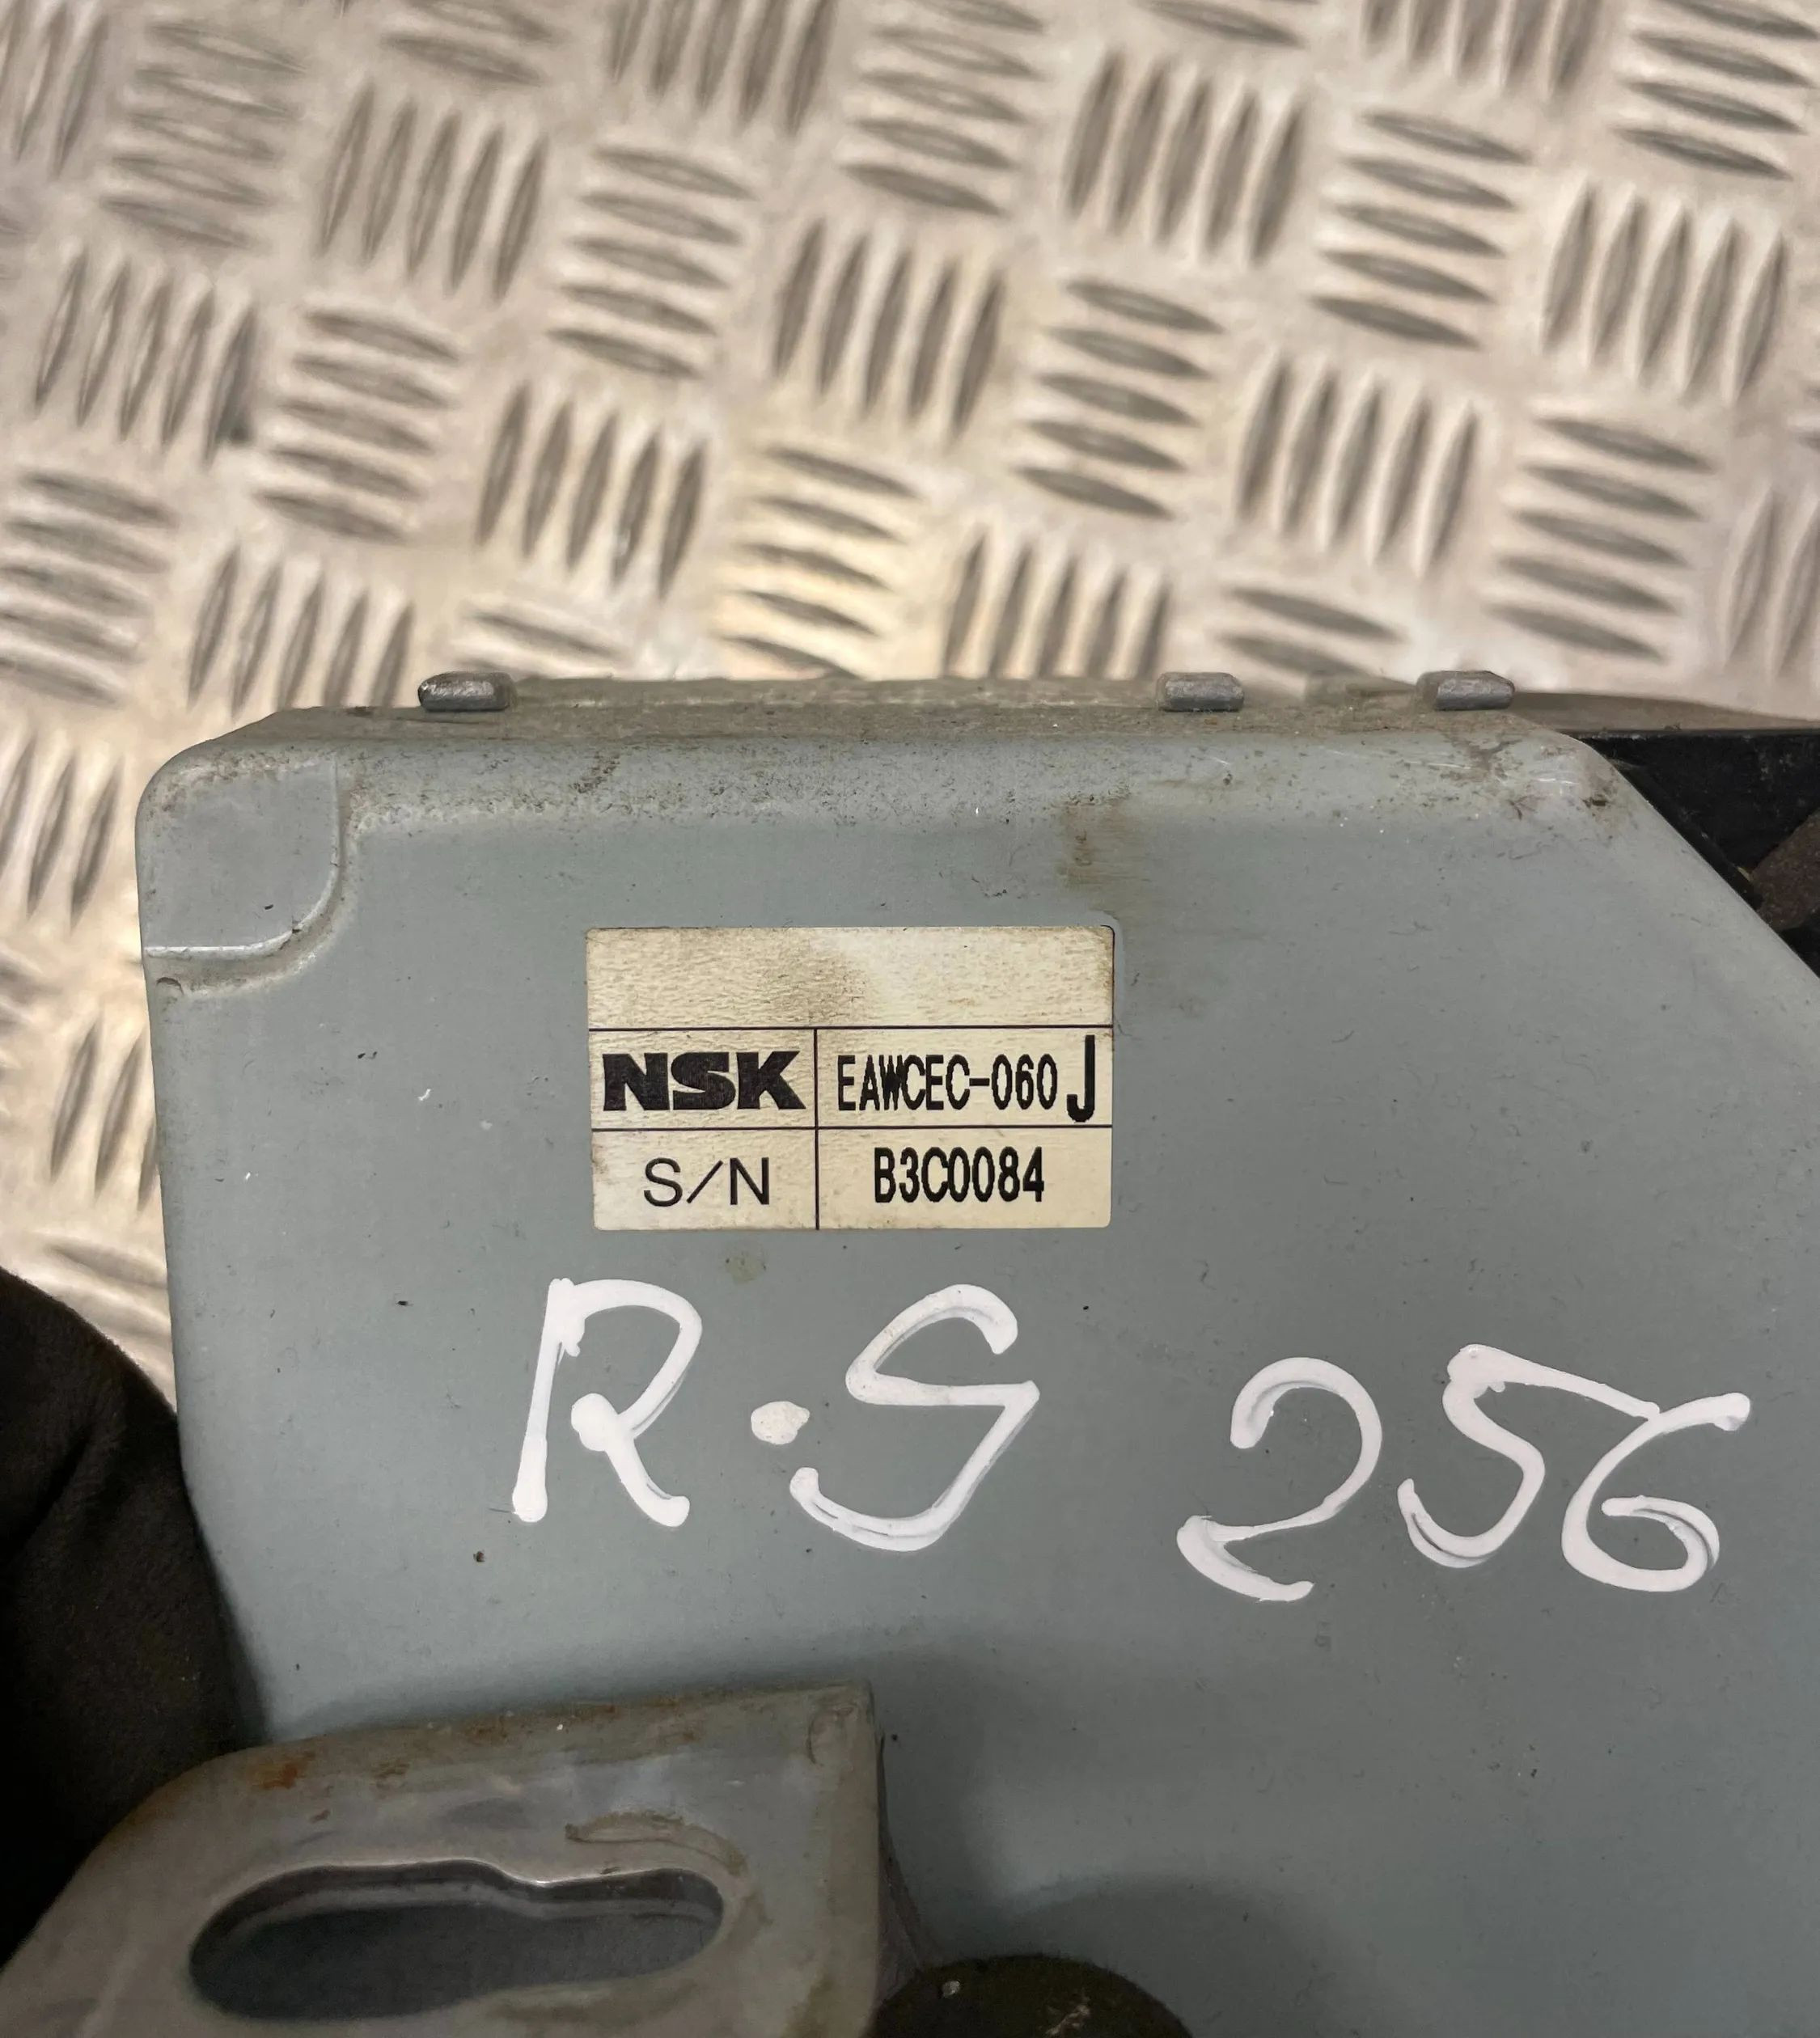 NSK EAWCEC-060 J
S/N B3C0084
R.S 256